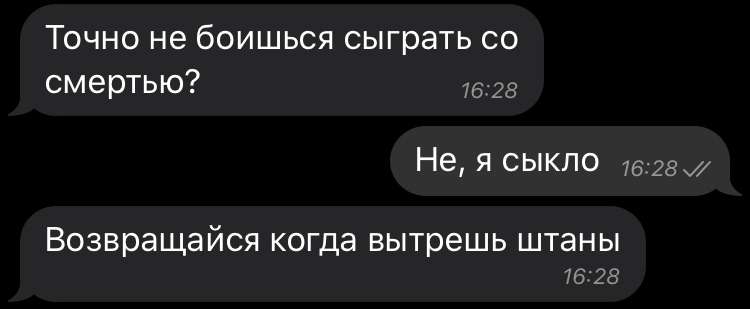 Точно не боишься сыграть со
смертью?
16:28
Не, я сыкло 16:28
Возвращайся когда вытрешь штаны
16:28